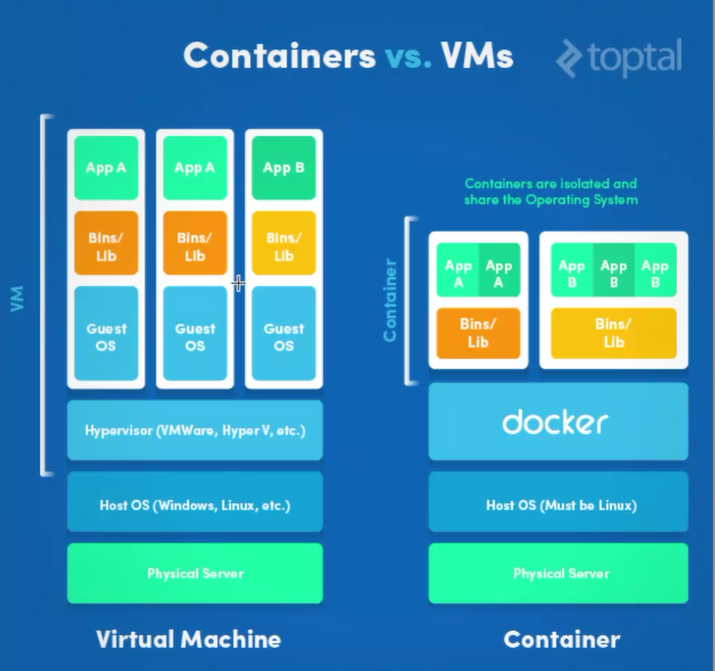 Containers vs. VMs
toptal
VM
App A
App A
App B
Bins/
Lib
Bins/
Lib
Bins/
Lib
Guest
OS
Guest
OS
Guest
OS
Hypervisor (VMWare, Hyper V, etc.)
Host OS (Windows, Linux, etc.)
Physical Server
Virtual Machine
Containers are isolated and
share the Operating System
Container
App
A
App
A
App
B
App
B
App
B
Bins/
Lib
Bins/
Lib
docker
Host OS (Must be Linux)
Physical Server
Container